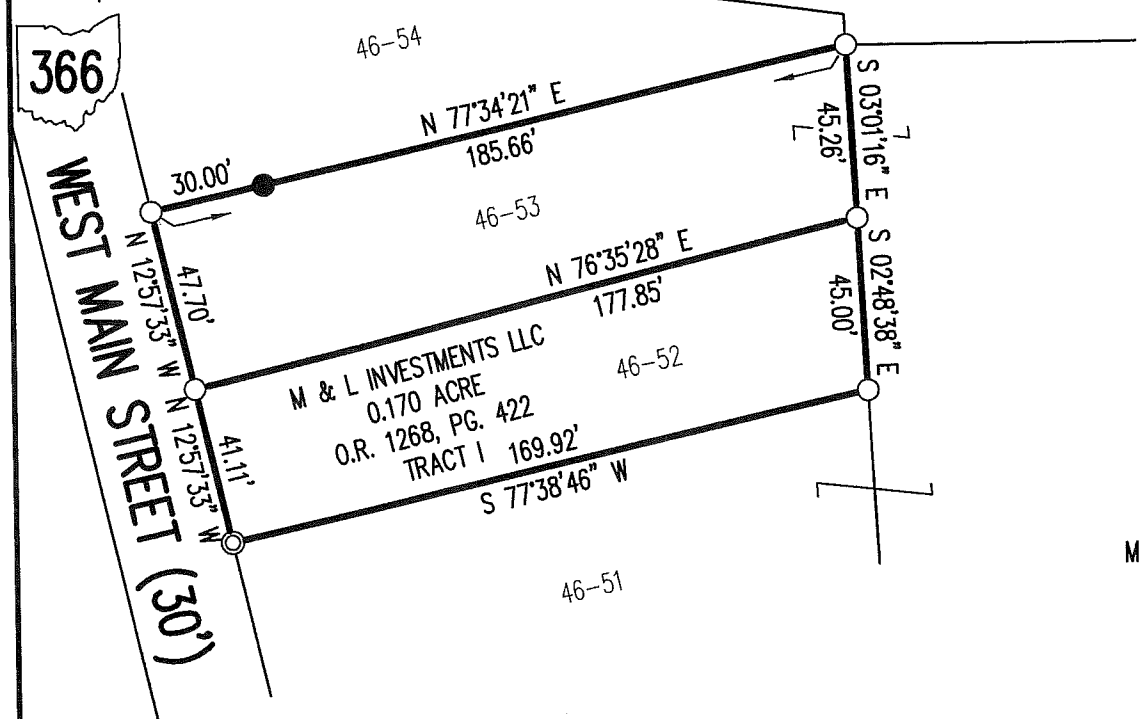 46-54
366
N 77°34'21" E
185.66'
30.00'
S 03°01'16" E
45.26'
46-53
WEST MAIN STREET (30')
N 12°57'33" W
47.70'
N 76°35'28" E
177.85'
S 02°48'38" E
45.00'
M & L INVESTMENTS LLC
0.170 ACRE
O.R. 1268, PG. 422
TRACT I
46-52
169.92'
S 77°38'46" W
N 12°57'33" W
41.11'
46-51
M